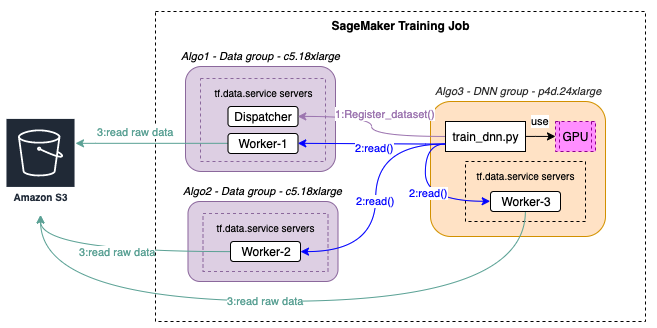 SageMaker Training Job
Algo1 - Data group - c5.18xlarge
tf.data.service servers
Dispatcher
Worker-1
Algo3 - DNN group - p4d.24xlarge
1:Register_dataset()
use
train_dnn.py
GPU
3:read raw data
2:read()
Amazon S3
tf.data.service servers
Worker-3
2:read()
2:read()
Algo2 - Data group - c5.18xlarge
tf.data.service servers
Worker-2
3:read raw data
3:read raw data